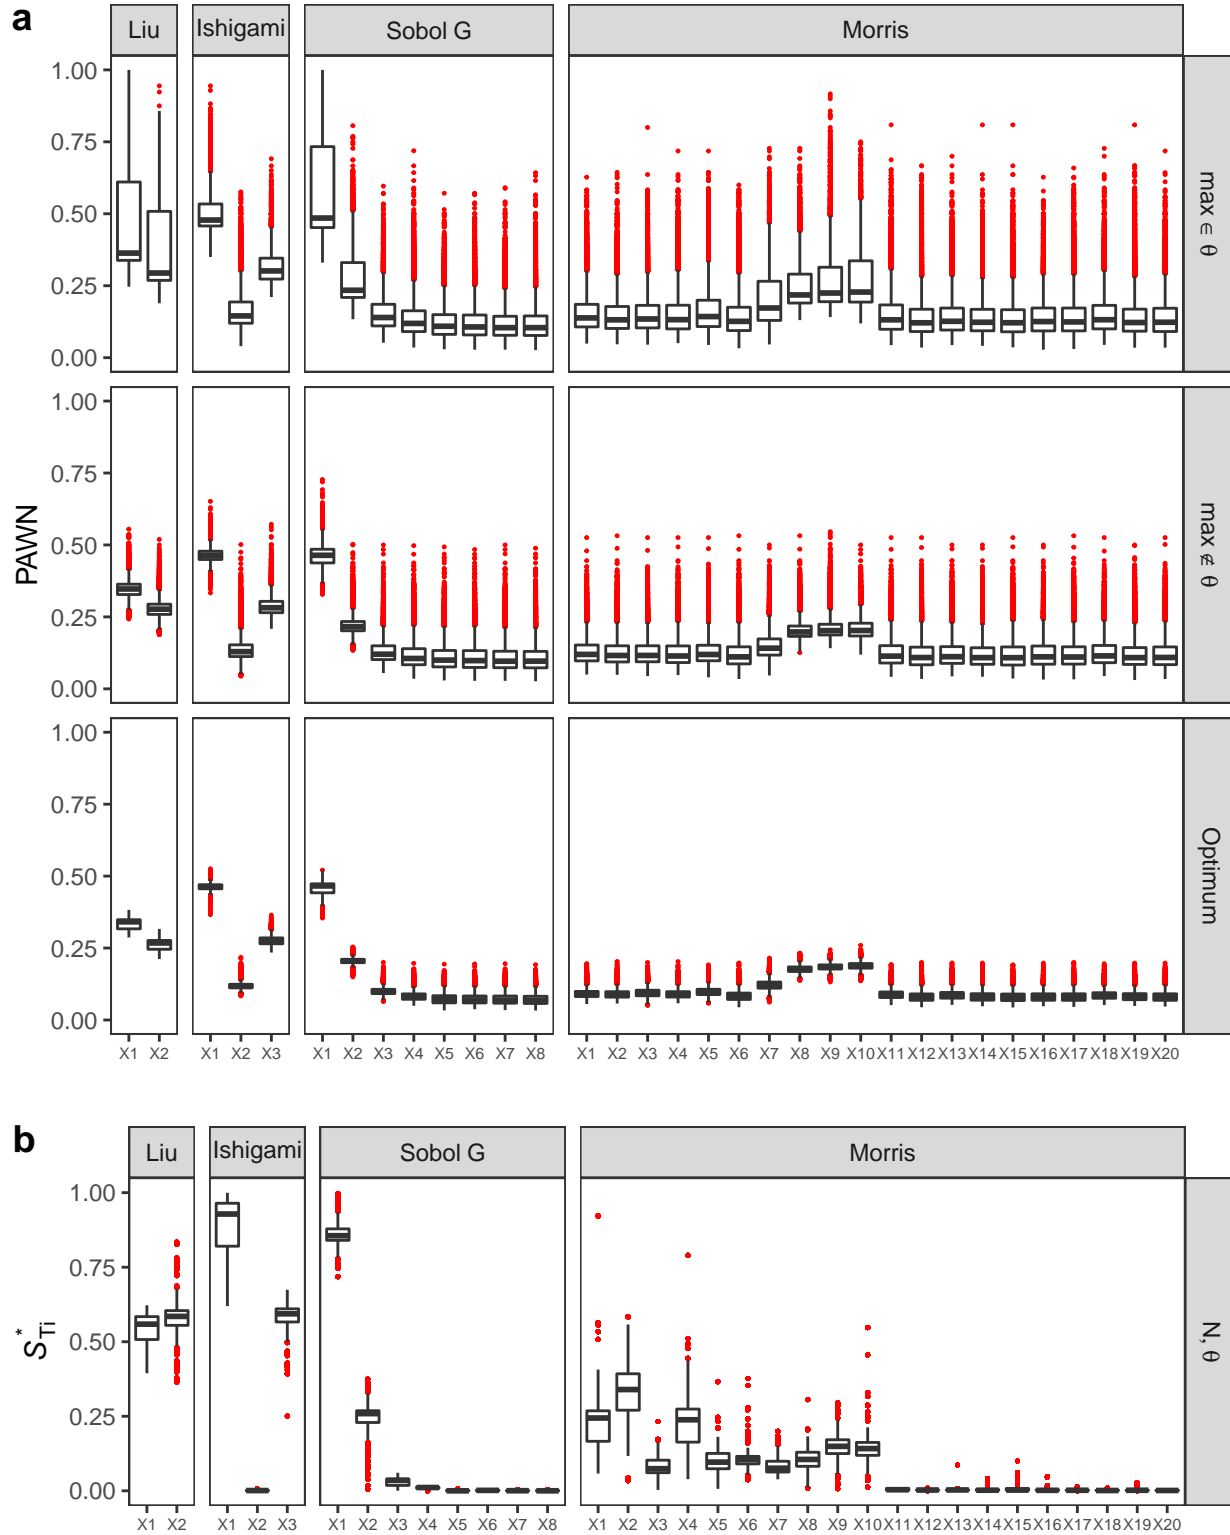 a
Liu Ishigami Sobol G Morris
1.00
0.75
0.50
0.25
0.00
max ∈ θ
1.00
0.75
0.50
0.25
0.00
max ∉ θ
PAWN
1.00
0.75
0.50
0.25
0.00
Optimum
X1 X2 X1 X2 X3 X1 X2 X3 X4 X5 X6 X7 X8 X1 X2 X3 X4 X5 X6 X7 X8 X9 X10 X11 X12 X13 X14 X15 X16 X17 X18 X19 X20
b
Liu Ishigami Sobol G Morris
1.00
0.75
0.50
0.25
0.00
S*Ti
N, θ
X1 X2 X1 X2 X3 X1 X2 X3 X4 X5 X6 X7 X8 X1 X2 X3 X4 X5 X6 X7 X8 X9 X10 X11 X12 X13 X14 X15 X16 X17 X18 X19 X20